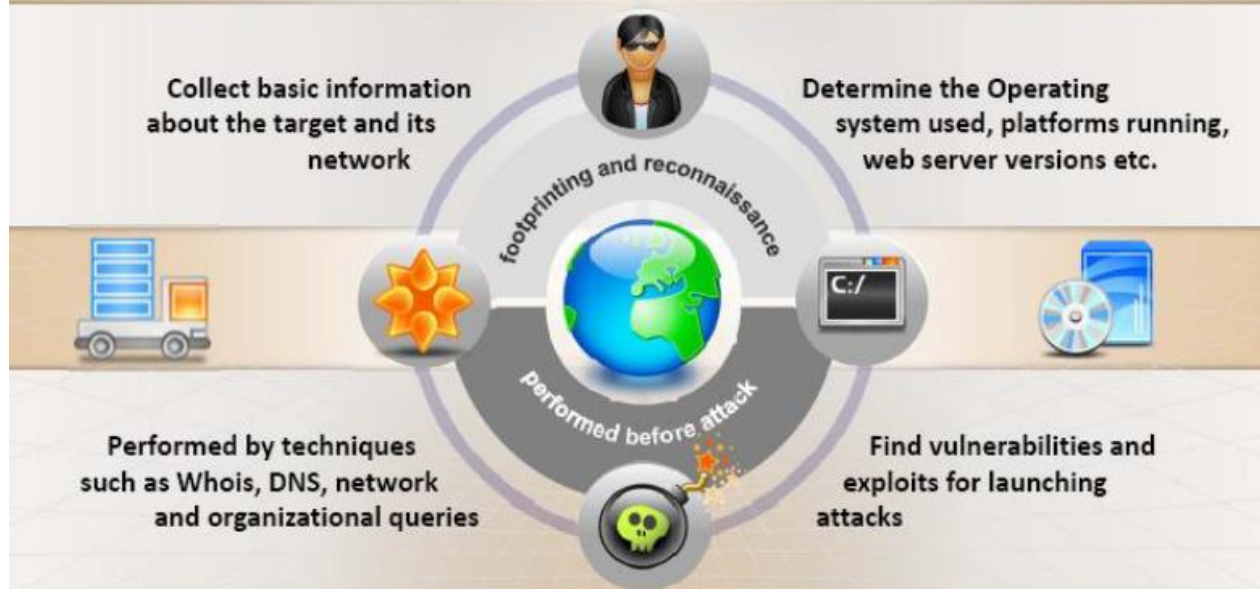 Collect basic information
about the target and its
network
Determine the Operating
system used, platforms running,
web server versions etc.
footprinting and reconnaissance
C:/
performed before attack
Performed by techniques
such as Whois, DNS, network
and organizational queries
Find vulnerabilities and
exploits for launching
attacks